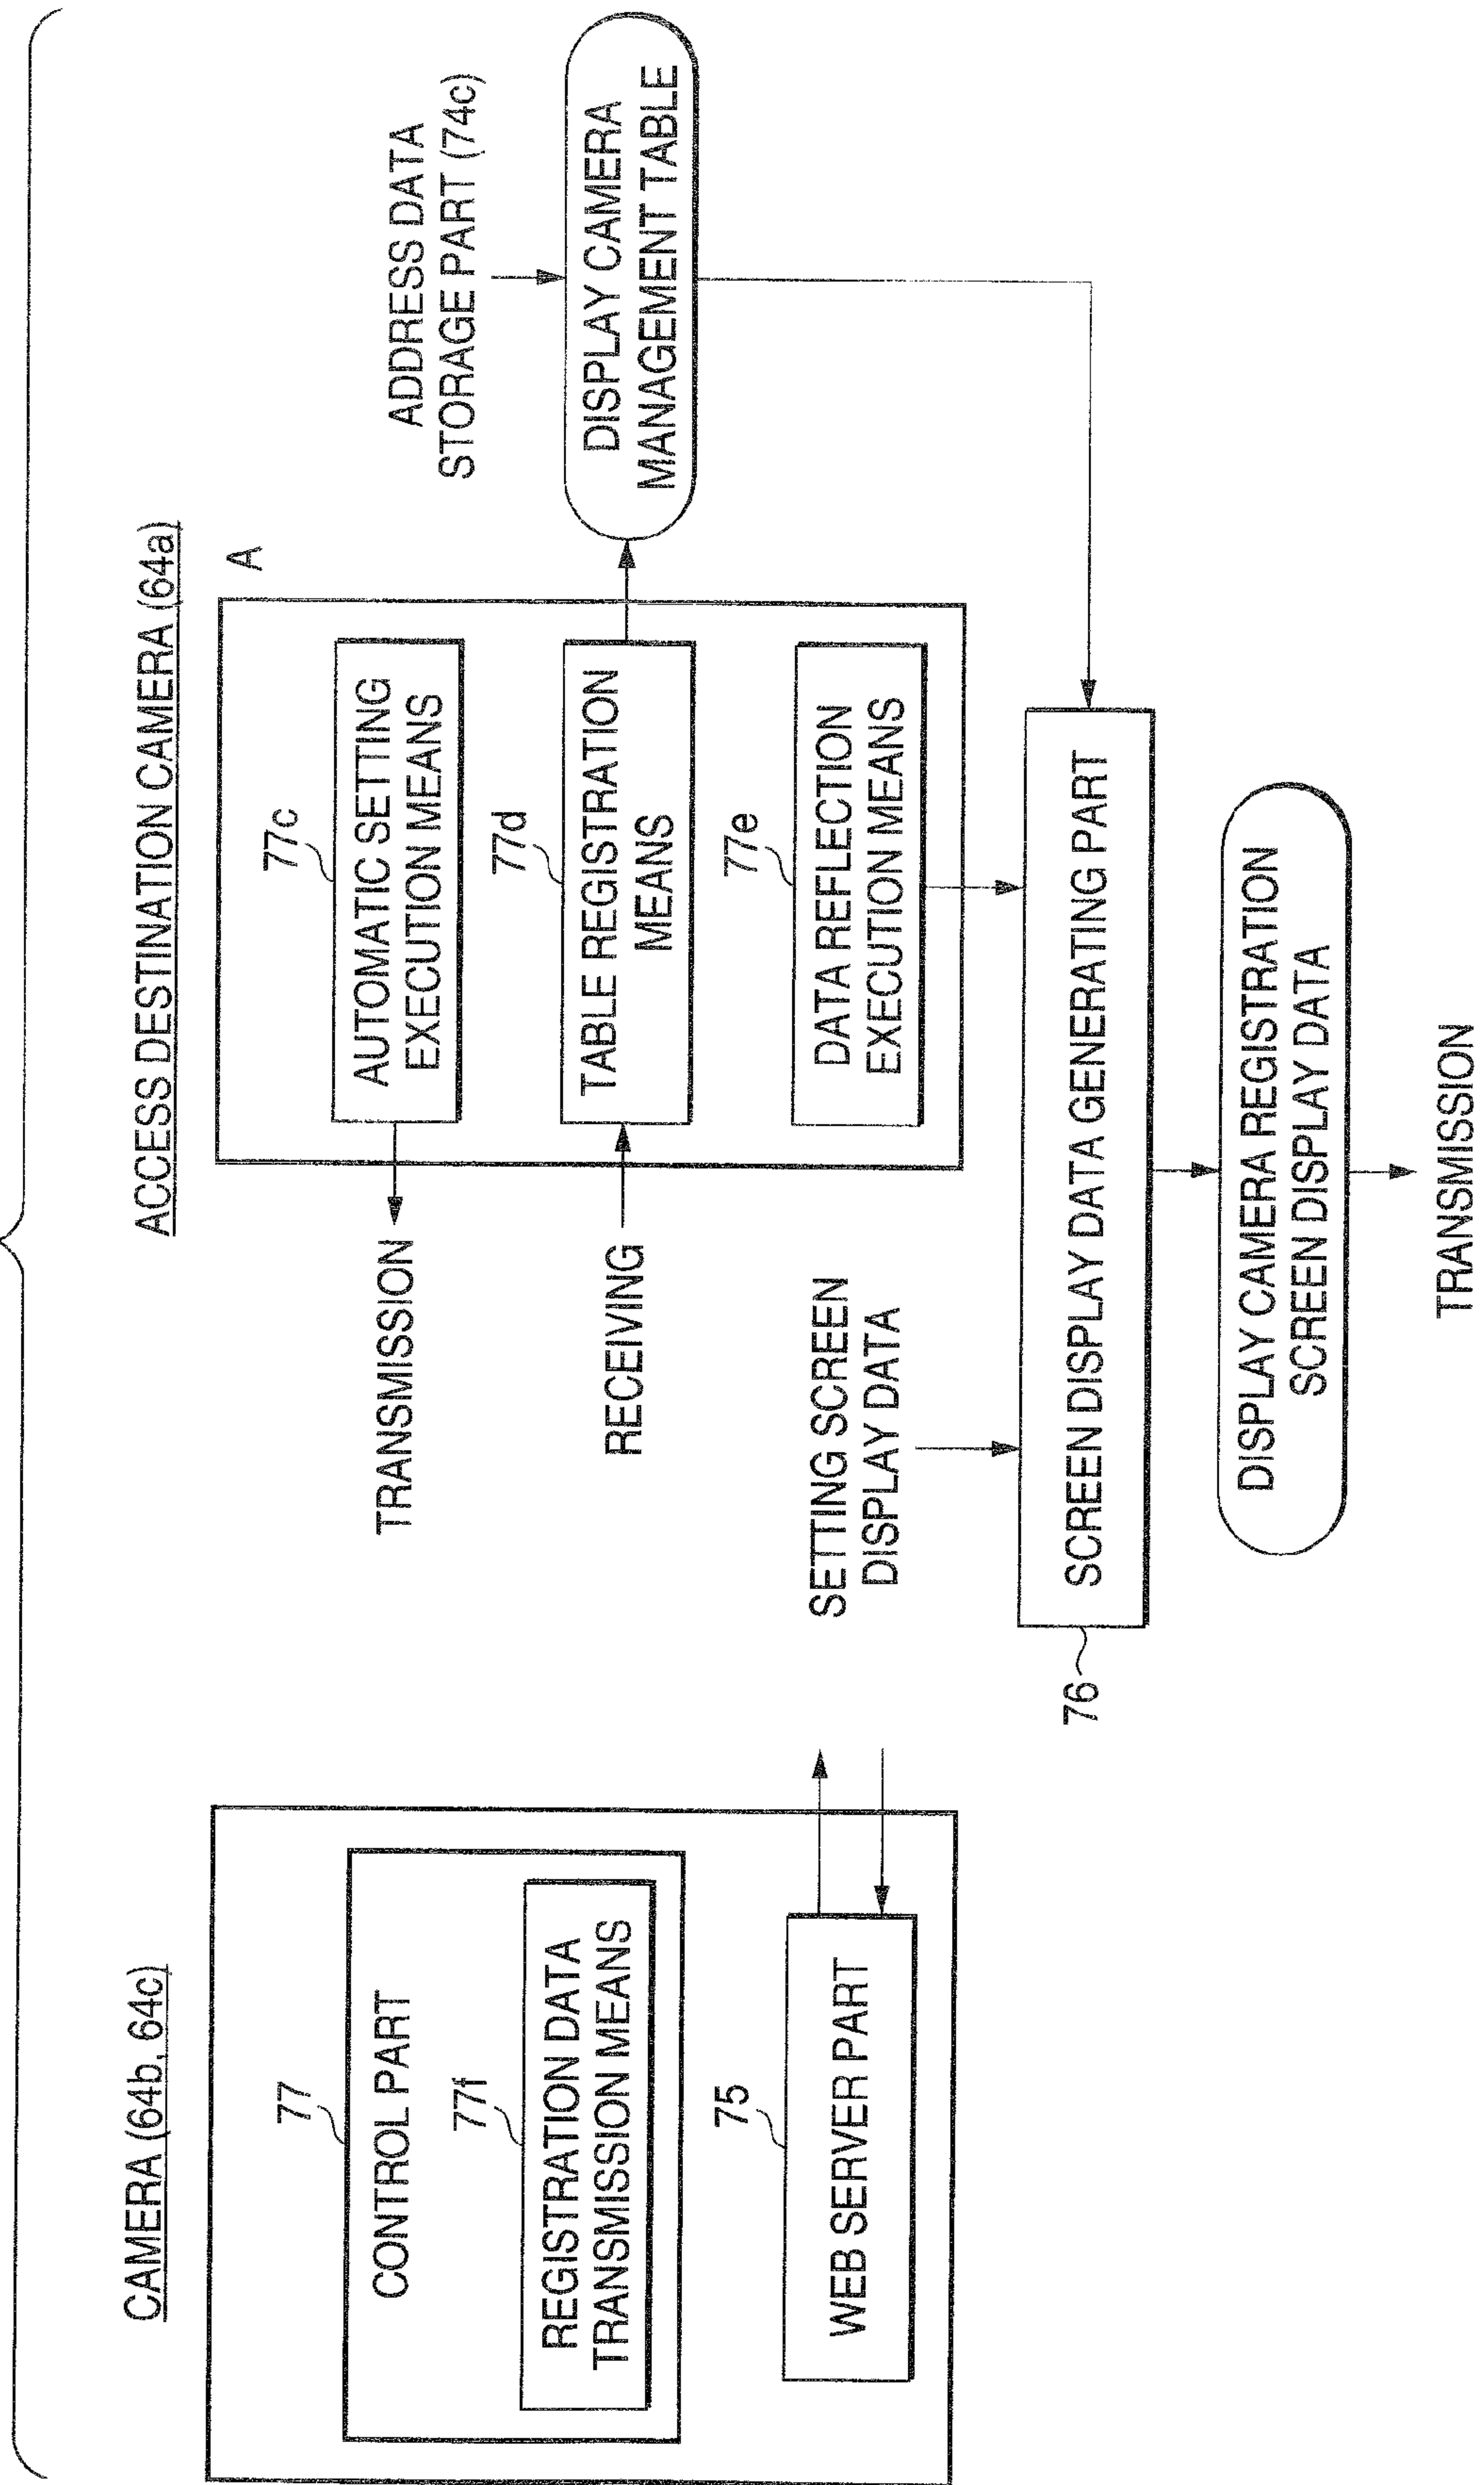 CAMERA (64b, 64c)
77
CONTROL PART
77f
REGISTRATION DATA
TRANSMISSION MEANS
75
WEB SERVER PART
ACCESS DESTINATION CAMERA (64a)
A
77c
AUTOMATIC SETTING
EXECUTION MEANS
TRANSMISSION
77d
TABLE REGISTRATION
MEANS
RECEIVING
77e
DATA REFLECTION
EXECUTION MEANS
ADDRESS DATA
STORAGE PART (74c)
DISPLAY CAMERA
MANAGEMENT TABLE
SETTING SCREEN
DISPLAY DATA
76
SCREEN DISPLAY DATA GENERATING PART
DISPLAY CAMERA REGISTRATION
SCREEN DISPLAY DATA
TRANSMISSION